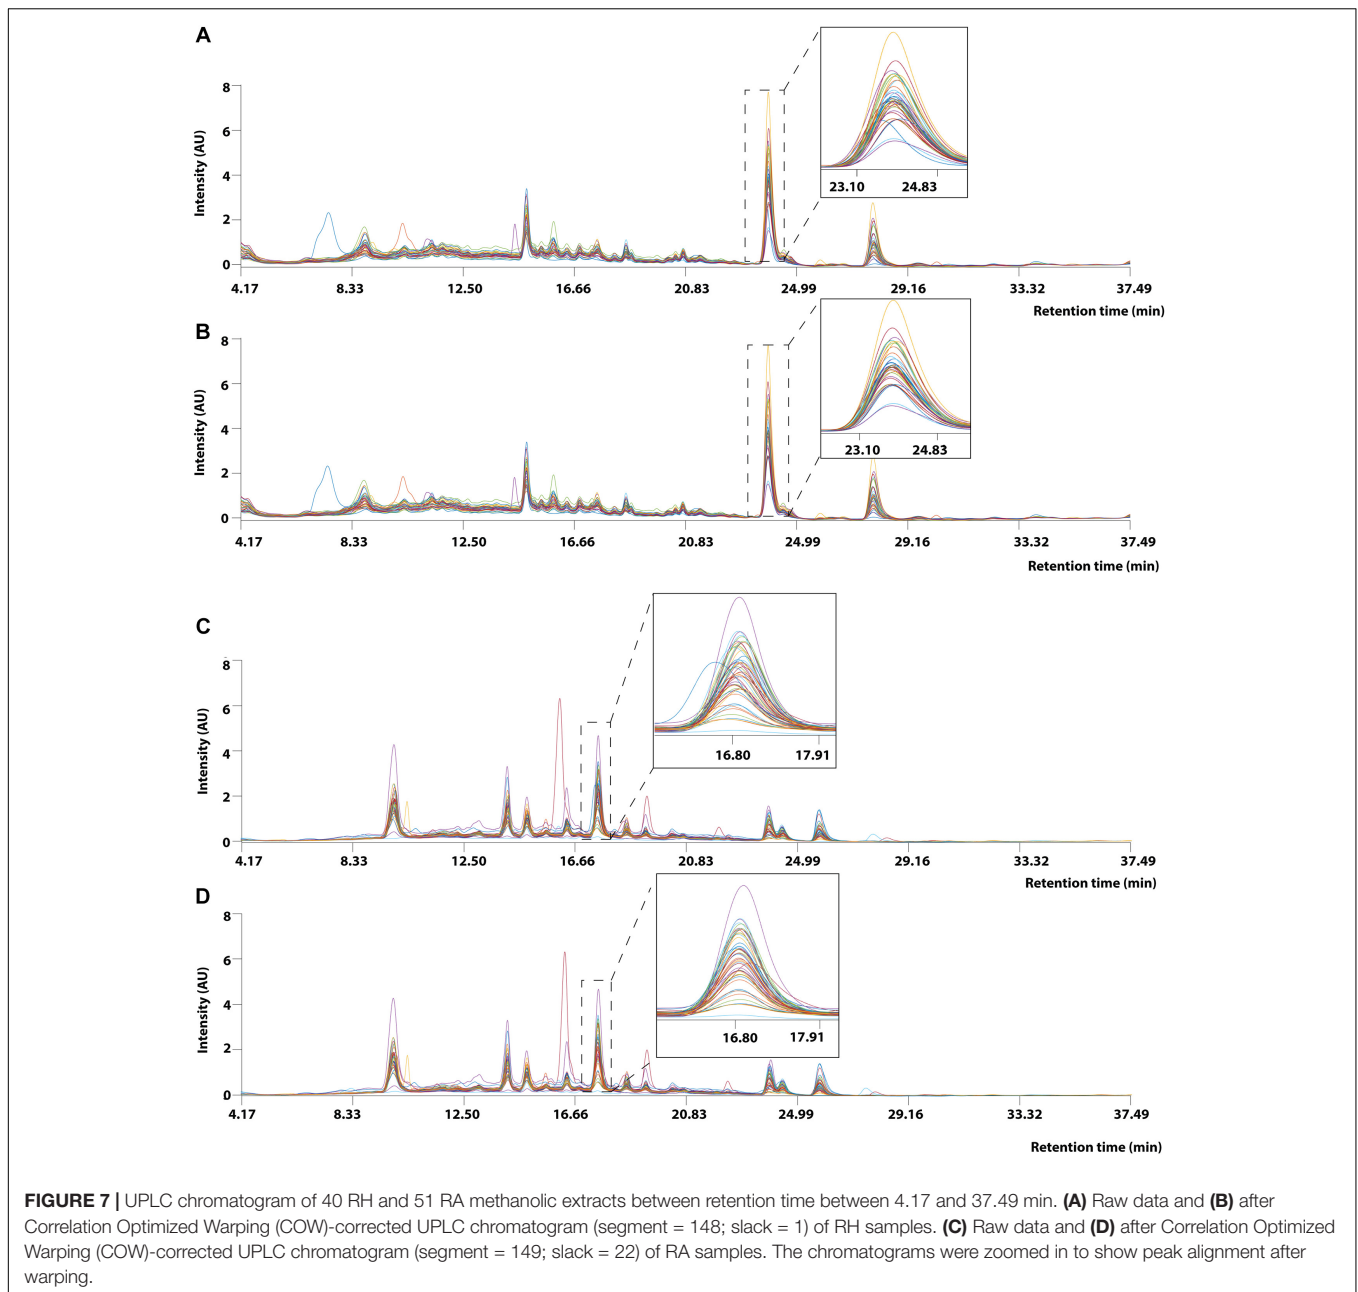 A
8
6
4
2
0
Intensity (AU)
23.10 24.83
4.17 8.33 12.50 16.66 20.83 24.99 29.16 33.32 37.49
Retention time (min)
B
8
6
4
2
0
Intensity (AU)
23.10 24.83
4.17 8.33 12.50 16.66 20.83 24.99 29.16 33.32 37.49
Retention time (min)
C
8
6
4
2
0
Intensity (AU)
16.80 17.91
4.17 8.33 12.50 16.66 20.83 24.99 29.16 33.32 37.49
Retention time (min)
D
8
6
4
2
0
Intensity (AU)
16.80 17.91
4.17 8.33 12.50 16.66 20.83 24.99 29.16 33.32 37.49
Retention time (min)
FIGURE 7 | UPLC chromatogram of 40 RH and 51 RA methanolic extracts between retention time between 4.17 and 37.49 min. (A) Raw data and (B) after
Correlation Optimized Warping (COW)-corrected UPLC chromatogram (segment = 148; slack = 1) of RH samples. (C) Raw data and (D) after Correlation Optimized
Warping (COW)-corrected UPLC chromatogram (segment = 149; slack = 22) of RA samples. The chromatograms were zoomed in to show peak alignment after
warping.